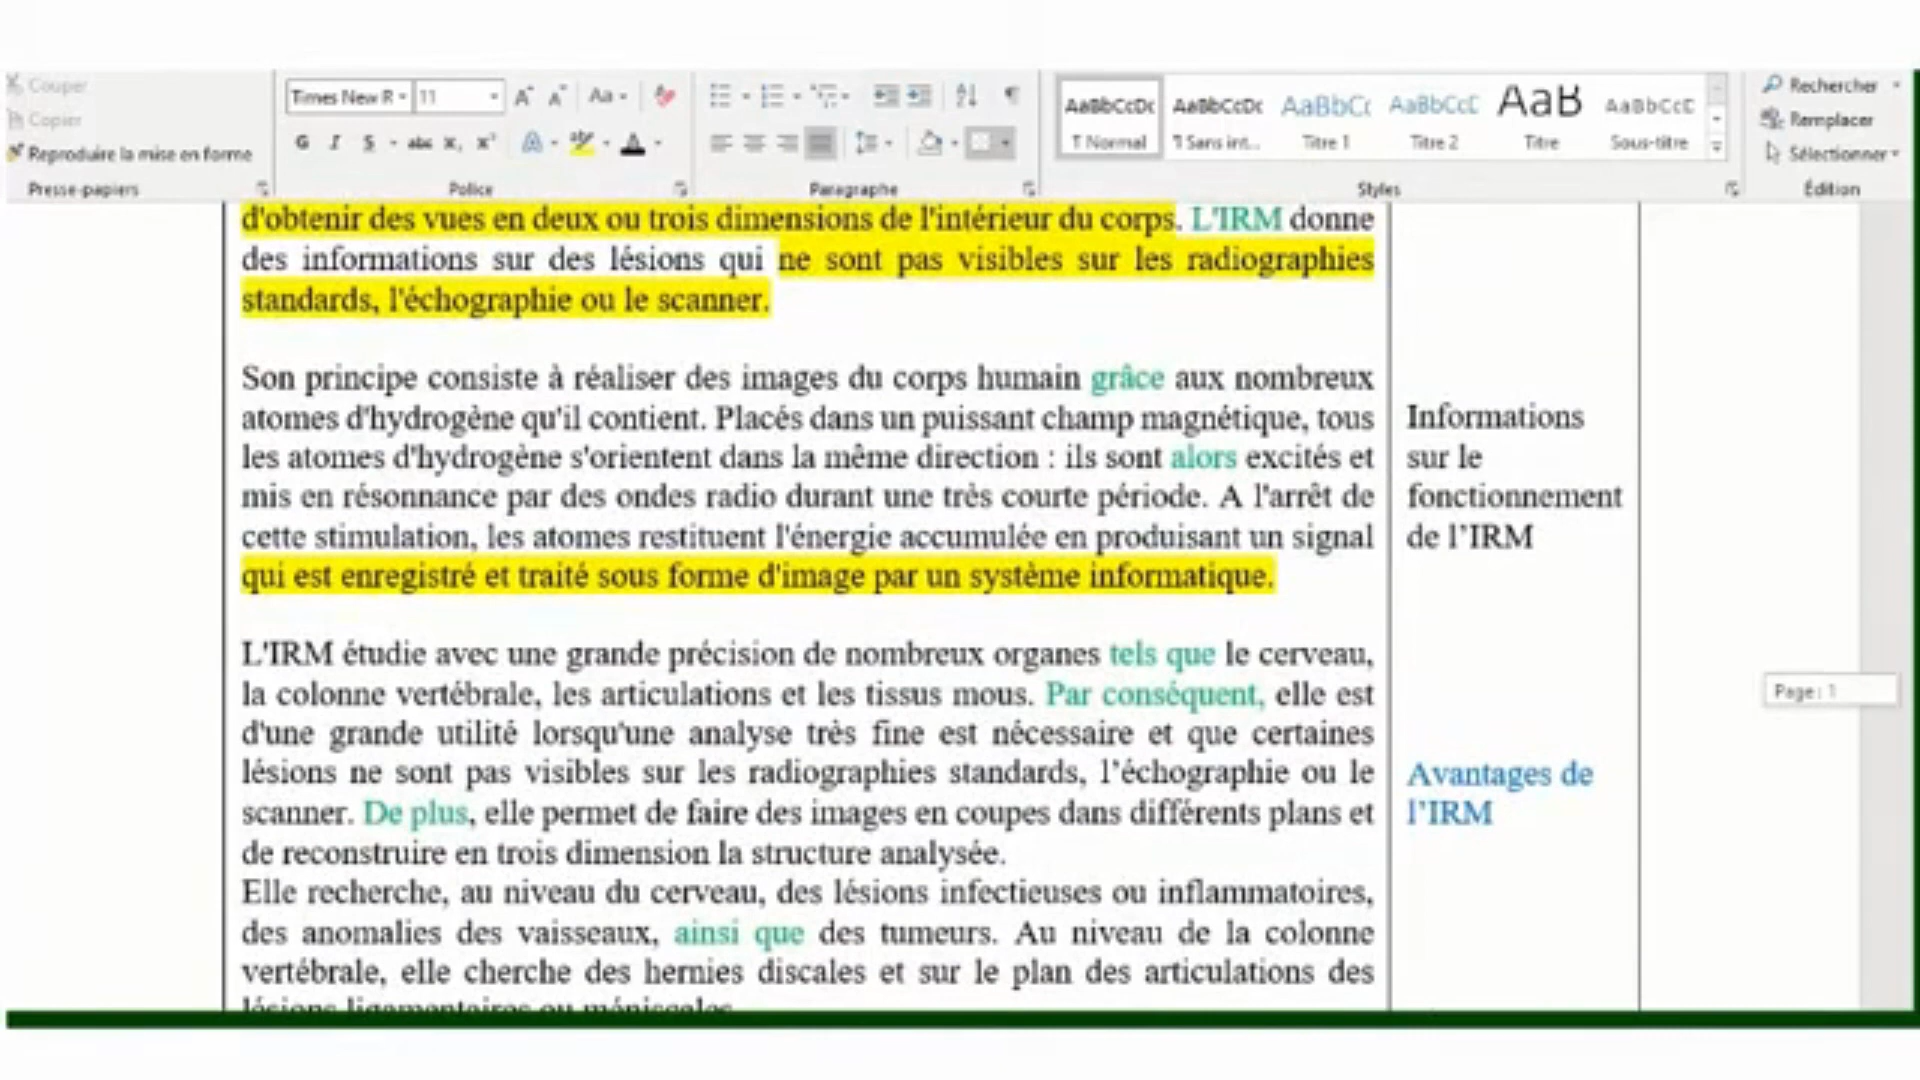 Couper
Copier
Reproduire la mise en forme
Presse-papiers
Times New R
11
Aa
G I S abc x, x²
A
Police
Paragraphe
AaBbCcDc
AaBbCcDc
AaBbCc
AaBbCcC
AaB
AaBbCcC
¶ Normal
¶ Sans int...
Titre 1
Titre 2
Titre
Sous-titre
Styles
Rechercher
Remplacer
Sélectionner
Édition
d'obtenir des vues en deux ou trois dimensions de l'intérieur du corps. L'IRM donne
des informations sur des lésions qui ne sont pas visibles sur les radiographies
standards, l'échographie ou le scanner.
Son principe consiste à réaliser des images du corps humain grâce aux nombreux
atomes d'hydrogène qu'il contient. Placés dans un puissant champ magnétique, tous
les atomes d'hydrogène s'orientent dans la même direction : ils sont alors excités et
mis en résonnance par des ondes radio durant une très courte période. A l'arrêt de
cette stimulation, les atomes restituent l'énergie accumulée en produisant un signal
qui est enregistré et traité sous forme d'image par un système informatique.
Informations
sur le
fonctionnement
de l’IRM
L'IRM étudie avec une grande précision de nombreux organes tels que le cerveau,
la colonne vertébrale, les articulations et les tissus mous. Par conséquent, elle est
d'une grande utilité lorsqu'une analyse très fine est nécessaire et que certaines
lésions ne sont pas visibles sur les radiographies standards, l’échographie ou le
scanner. De plus, elle permet de faire des images en coupes dans différents plans et
de reconstruire en trois dimension la structure analysée.
Elle recherche, au niveau du cerveau, des lésions infectieuses ou inflammatoires,
des anomalies des vaisseaux, ainsi que des tumeurs. Au niveau de la colonne
vertébrale, elle cherche des hernies discales et sur le plan des articulations des
lésions ligamentaires ou méniscales.
Avantages de
l’IRM
Page : 1